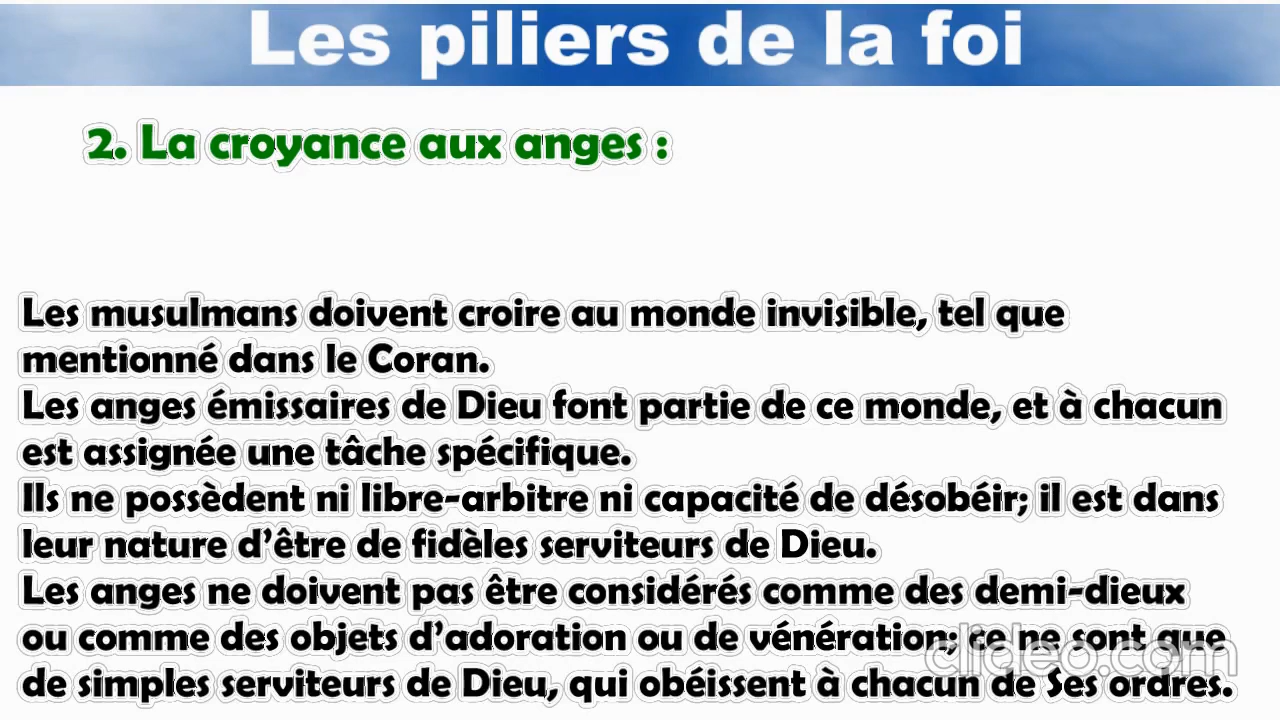 Les piliers de la foi
2. La croyance aux anges :
Les musulmans doivent croire au monde invisible, tel que
mentionné dans le Coran.
Les anges émissaires de Dieu font partie de ce monde, et à chacun
est assignée une tâche spécifique.
Ils ne possèdent ni libre-arbitre ni capacité de désobéir; il est dans
leur nature d'être de fidèles serviteurs de Dieu.
Les anges ne doivent pas être considérés comme des demi-dieux
ou comme des objets d'adoration ou de vénération; ce ne sont que
de simples serviteurs de Dieu, qui obéissent à chacun de Ses ordres.
clideo.com